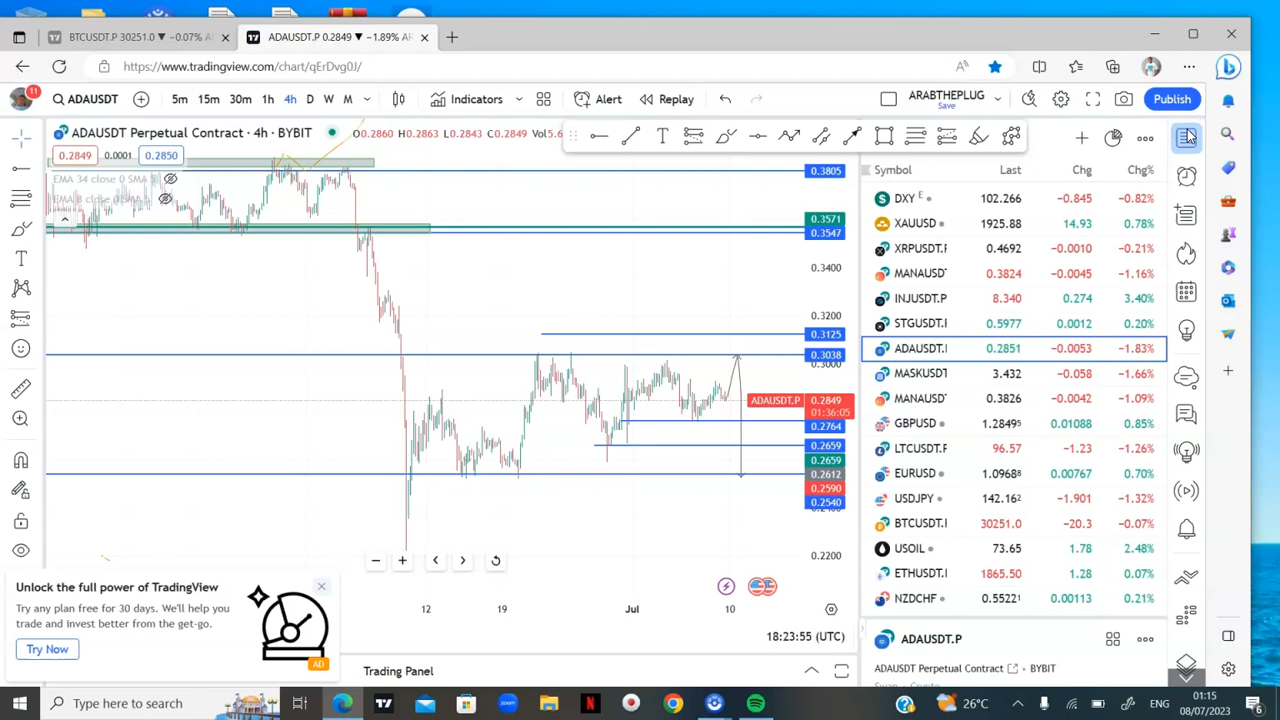 BTCUSDT.P 30251.0 ▼ −0.07% A
ADAUSDT.P 0.2849 ▼ −1.89% AR
https://www.tradingview.com/chart/qErDvg0J/
11
ADAUSDT
5m 15m 30m 1h 4h D W M
Indicators
Alert
Replay
ARABTHEPLUG
Save
Publish
ADAUSDT Perpetual Contract · 4h · BYBIT
O0.2860 H0.2863 L0.2843 C0.2849
0.2849 0.0001 0.2850
EMA 34 close 0 SMA
0.3805
0.3571
0.3547
0.3400
0.3200
0.3125
0.3038
0.3000
ADAUSDT.P 0.2849
01:36:05
0.2764
0.2659
0.2659
0.2612
0.2590
0.2540
0.2200
12 19 Jul 10
18:23:55 (UTC)
Unlock the full power of TradingView
Try any plan free for 30 days. We'll help you
trade and invest better from the get-go.
Try Now
AD
Trading Panel
Symbol Last Chg Chg%
DXY E 102.266 −0.845 −0.82%
XAUUSD 1925.88 14.93 0.78%
XRPUSDT.P 0.4692 −0.0010 −0.21%
MANAUSD 0.3824 −0.0045 −1.16%
INJUSDT.P 8.340 0.274 3.40%
STGUSDT.P 0.5977 0.0012 0.20%
ADAUSDT. 0.2851 −0.0053 −1.83%
MASKUSDT 3.432 −0.058 −1.66%
MANAUSD 0.3826 −0.0042 −1.09%
GBPUSD 1.28495 0.01088 0.85%
LTCUSDT.P 96.57 −1.23 −1.26%
EURUSD 1.09688 0.00767 0.70%
USDJPY 142.162 −1.901 −1.32%
BTCUSDT.P 30251.0 −20.3 −0.07%
USOIL 73.65 1.78 2.48%
ETHUSDT.P 1865.50 1.28 0.07%
NZDCHF 0.55221 0.00113 0.21%
ADAUSDT.P
ADAUSDT Perpetual Contract BYBIT
Type here to search
26°C
ENG
01:15
08/07/2023
6